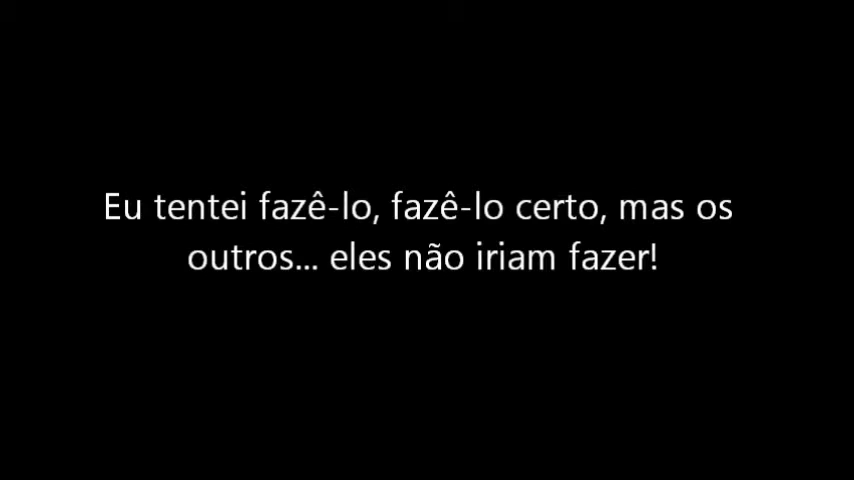 Eu tentei fazê-lo, fazê-lo certo, mas os
outros... eles não iriam fazer!